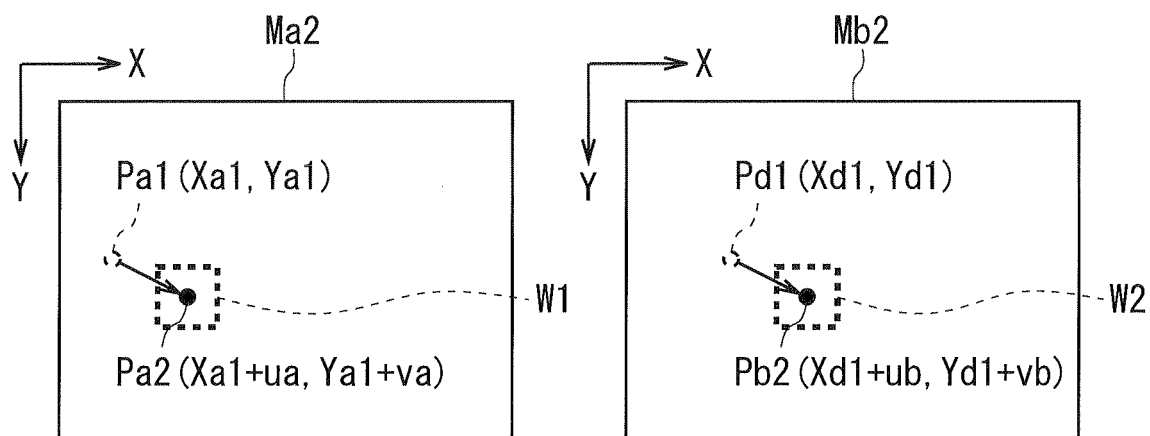 Ma2
Mb2
X
X
Y
Y
Pa1(Xa1, Ya1)
Pd1(Xd1, Yd1)
W1
W2
Pa2(Xa1+ua, Ya1+va)
Pb2(Xd1+ub, Yd1+vb)